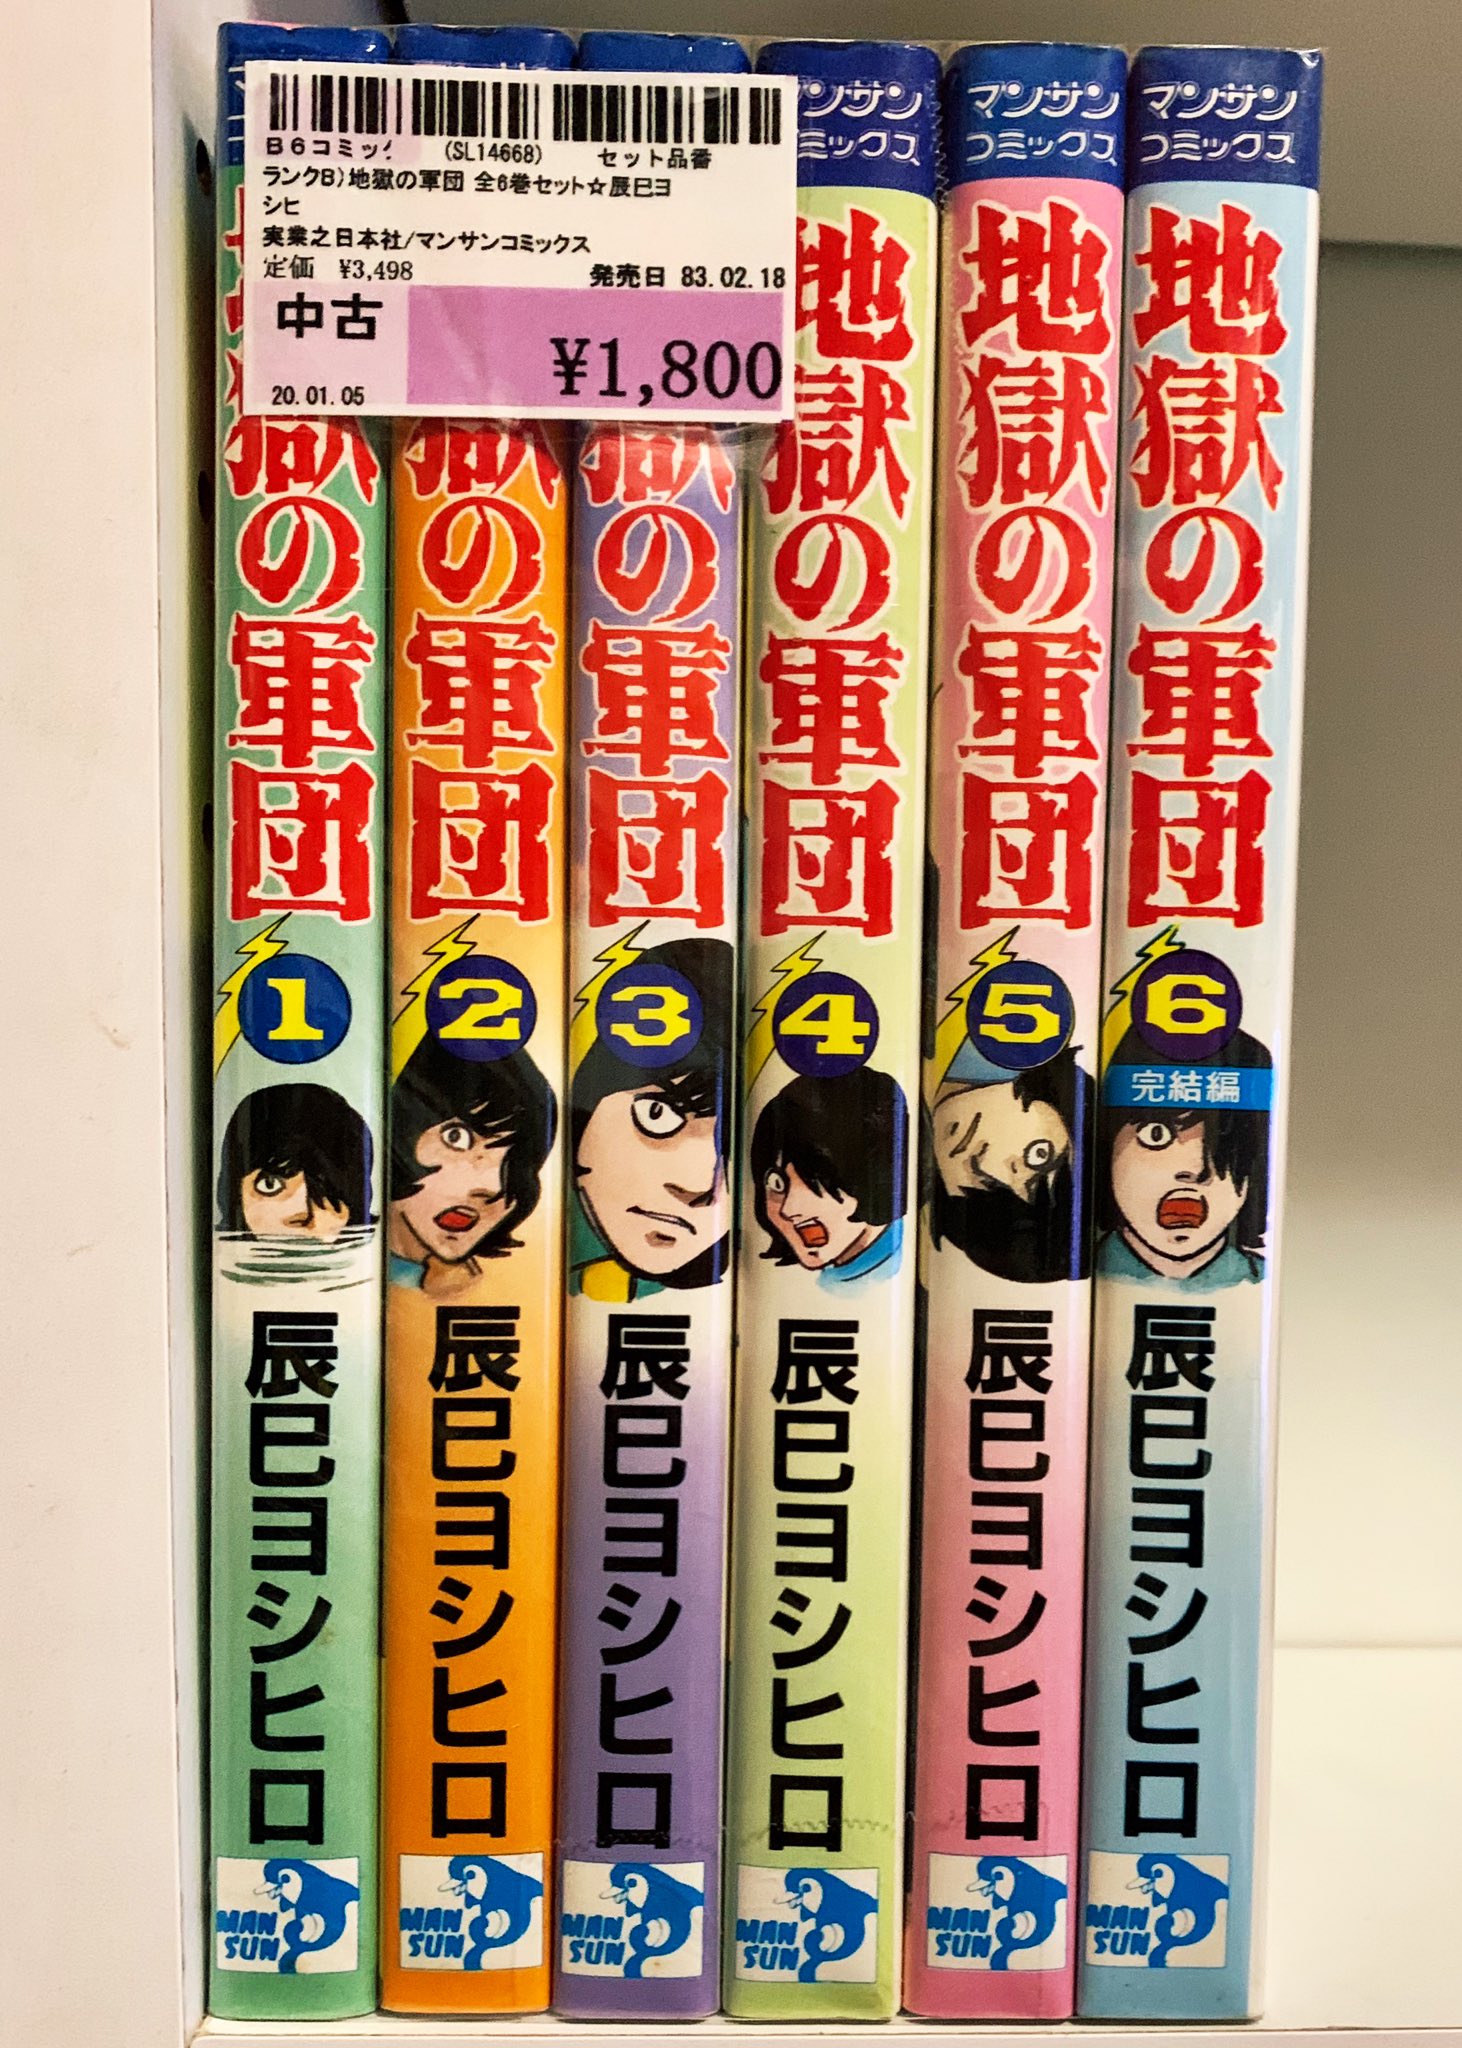 B6コミック (SL14668) セット品番
ランクB)地獄の軍団 全6巻セット☆辰巳ヨ
シヒ
実業之日本社/マンサンコミックス
定価 ¥3,498 発売日 83.02.18
中古
¥1,800
20.01.05
獄の軍団
1
辰巳ヨシヒロ
MAN
SUN
獄の軍団
2
辰巳ヨシヒロ
MAN
SUN
獄の軍団
3
辰巳ヨシヒロ
MAN
SUN
マンサン
コミックス
地獄の軍団
4
辰巳ヨシヒロ
MAN
SUN
マンサン
コミックス
地獄の軍団
5
辰巳ヨシヒロ
MAN
SUN
マンサン
コミックス
地獄の軍団
6
完結編
辰巳ヨシヒロ
MAN
SUN